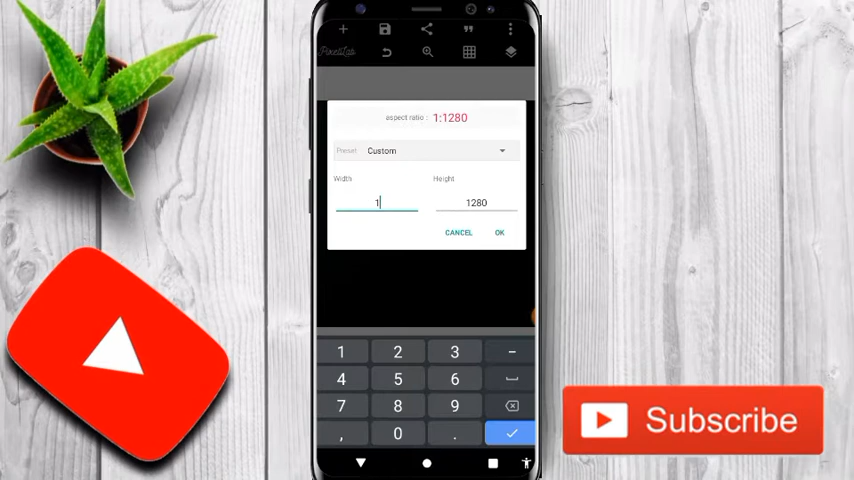 PixelLab
aspect ratio : 1:1280
Preset Custom
Width Height
1 1280
CANCEL OK
1 2 3 −
4 5 6
7 8 9
, 0 .
Subscribe